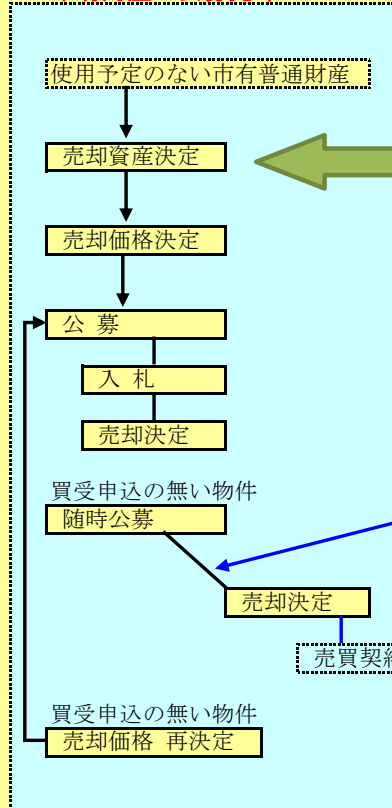 使用予定のない市有普通財産
売却資産決定
売却価格決定
公 募
入 札
売却決定
買受申込の無い物件
随時公募
売却決定
売買契
買受申込の無い物件
売却価格 再決定